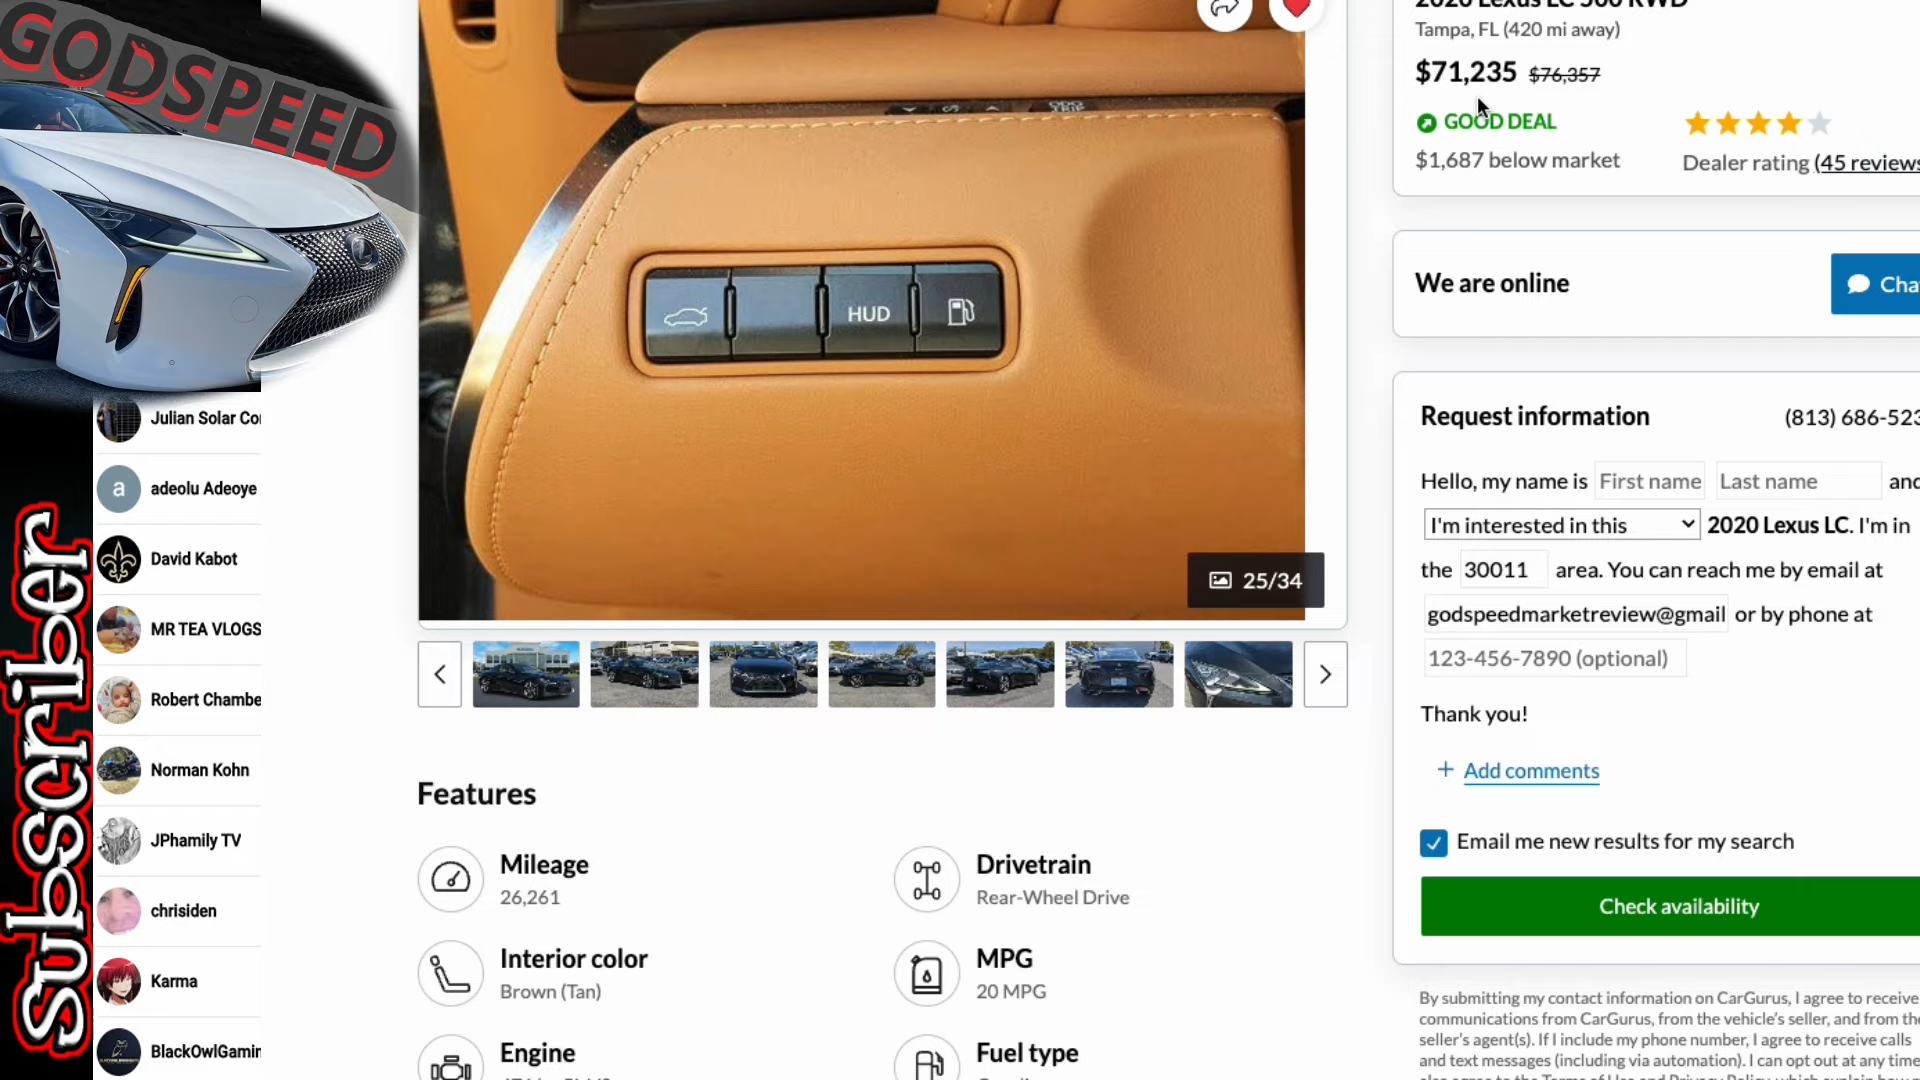 GODSPEED
Subscriber
Julian Solar
adeolu Adeoye
David Kabot
MR TEA VLOGS
Robert Chambe
Norman Kohn
JPhamily TV
chrisiden
Karma
BlackOwlGamin
ODO
TRIP
HUD
25/34
Features
Mileage
26,261
Drivetrain
Rear-Wheel Drive
Interior color
Brown (Tan)
MPG
20 MPG
Engine
Fuel type
2020 Lexus LC 500 RWD
Tampa, FL (420 mi away)
$71,235 $76,357
GOOD DEAL
$1,687 below market
Dealer rating (45 reviews
We are online
Cha
Request information
(813) 686-523
Hello, my name is First name Last name and
I'm interested in this 2020 Lexus LC. I'm in
the 30011 area. You can reach me by email at
godspeedmarketreview@gmail or by phone at
123-456-7890 (optional)
Thank you!
+ Add comments
Email me new results for my search
Check availability
By submitting my contact information on CarGurus, I agree to receive
communications from CarGurus, from the vehicle's seller, and from the
seller's agent(s). If I include my phone number, I agree to receive calls
and text messages (including via automation). I can opt out at any time